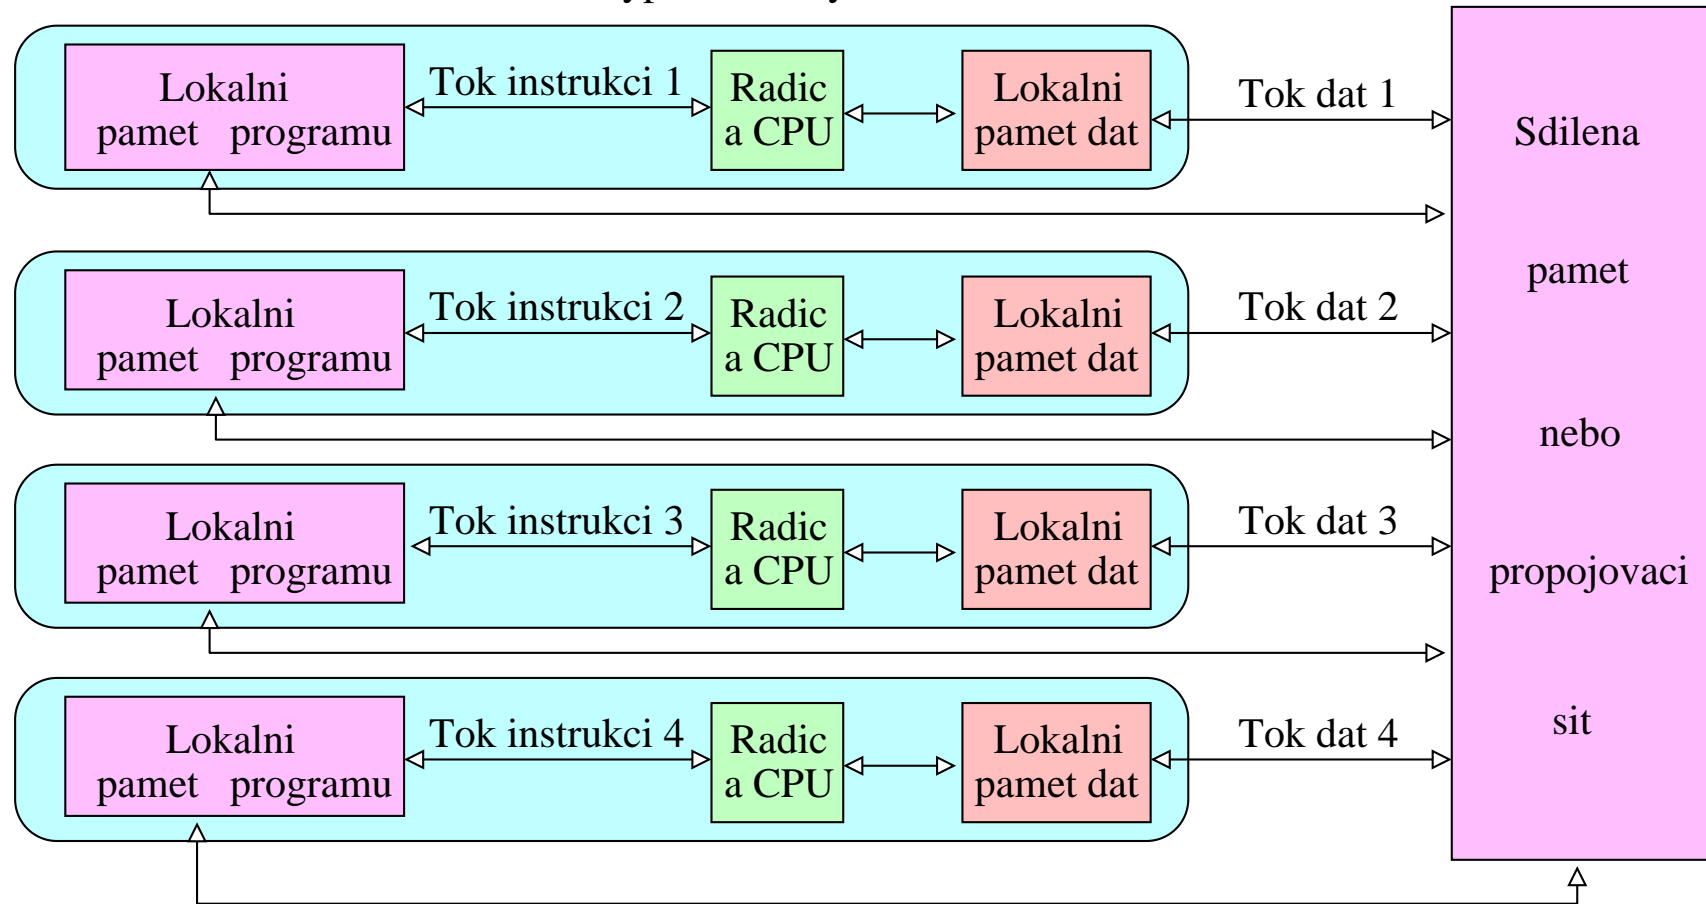 Lokalni
pamet programu
Tok instrukci 1
Radic
a CPU
Lokalni
pamet dat
Tok dat 1
Lokalni
pamet programu
Tok instrukci 2
Radic
a CPU
Lokalni
pamet dat
Tok dat 2
Lokalni
pamet programu
Tok instrukci 3
Radic
a CPU
Lokalni
pamet dat
Tok dat 3
Lokalni
pamet programu
Tok instrukci 4
Radic
a CPU
Lokalni
pamet dat
Tok dat 4
Sdilena
pamet
nebo
propojovaci
sit